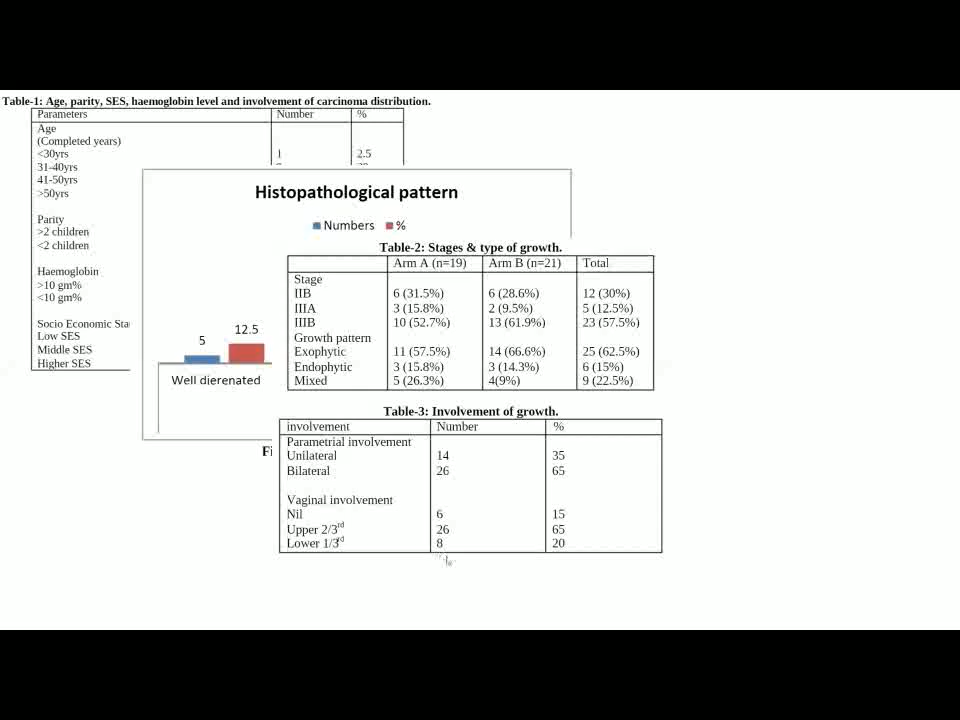 Table-1: Age, parity, SES, haemoglobin level and involvement of carcinoma distribution.
Parameters Number %
Age
(Completed years)
<30yrs 1 2.5
31-40yrs
41-50yrs
>50yrs
Parity
>2 children
<2 children
Haemoglobin
>10 gm%
<10 gm%
Socio Economic Sta
Low SES
Middle SES
Higher SES
Histopathological pattern
Numbers %
5 12.5
Well dierenated
Fi
Table-2: Stages & type of growth.
Arm A (n=19) Arm B (n=21) Total
Stage
IIB 6 (31.5%) 6 (28.6%) 12 (30%)
IIIA 3 (15.8%) 2 (9.5%) 5 (12.5%)
IIIB 10 (52.7%) 13 (61.9%) 23 (57.5%)
Growth pattern
Exophytic 11 (57.5%) 14 (66.6%) 25 (62.5%)
Endophytic 3 (15.8%) 3 (14.3%) 6 (15%)
Mixed 5 (26.3%) 4(9%) 9 (22.5%)
Table-3: Involvement of growth.
involvement Number %
Parametrial involvement
Unilateral 14 35
Bilateral 26 65
Vaginal involvement
Nil 6 15
Upper 2/3rd 26 65
Lower 1/3rd 8 20